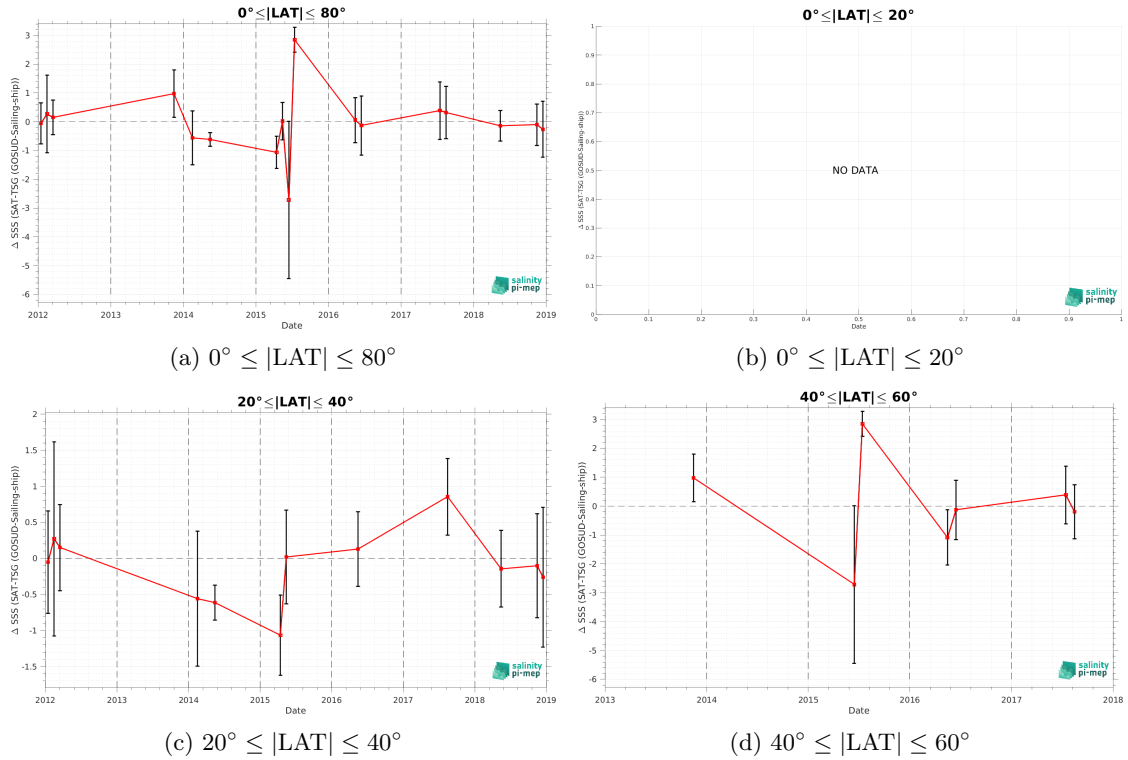 0°≤|LAT|≤ 80°
Δ SSS (SAT-TSG (GOSUD-Sailing-ship))
3
2
1
0
-1
-2
-3
-4
-5
-6
2012 2013 2014 2015 2016 2017 2018 2019
Date
salinity
pi-mep
(a) 0° ≤ |LAT| ≤ 80°
0°≤|LAT|≤ 20°
Δ SSS (SAT-TSG (GOSUD-Sailing-ship))
1
0.9
0.8
0.7
0.6
0.5
0.4
0.3
0.2
0.1
0
NO DATA
0 0.1 0.2 0.3 0.4 0.5 0.6 0.7 0.8 0.9 1
Date
salinity
pi-mep
(b) 0° ≤ |LAT| ≤ 20°
20°≤|LAT|≤ 40°
Δ SSS (SAT-TSG (GOSUD-Sailing-ship))
2
1.5
1
0.5
0
-0.5
-1
-1.5
2012 2013 2014 2015 2016 2017 2018 2019
Date
salinity
pi-mep
(c) 20° ≤ |LAT| ≤ 40°
40°≤|LAT|≤ 60°
Δ SSS (SAT-TSG (GOSUD-Sailing-ship))
3
2
1
0
-1
-2
-3
-4
-5
-6
2013 2014 2015 2016 2017 2018
Date
salinity
pi-mep
(d) 40° ≤ |LAT| ≤ 60°